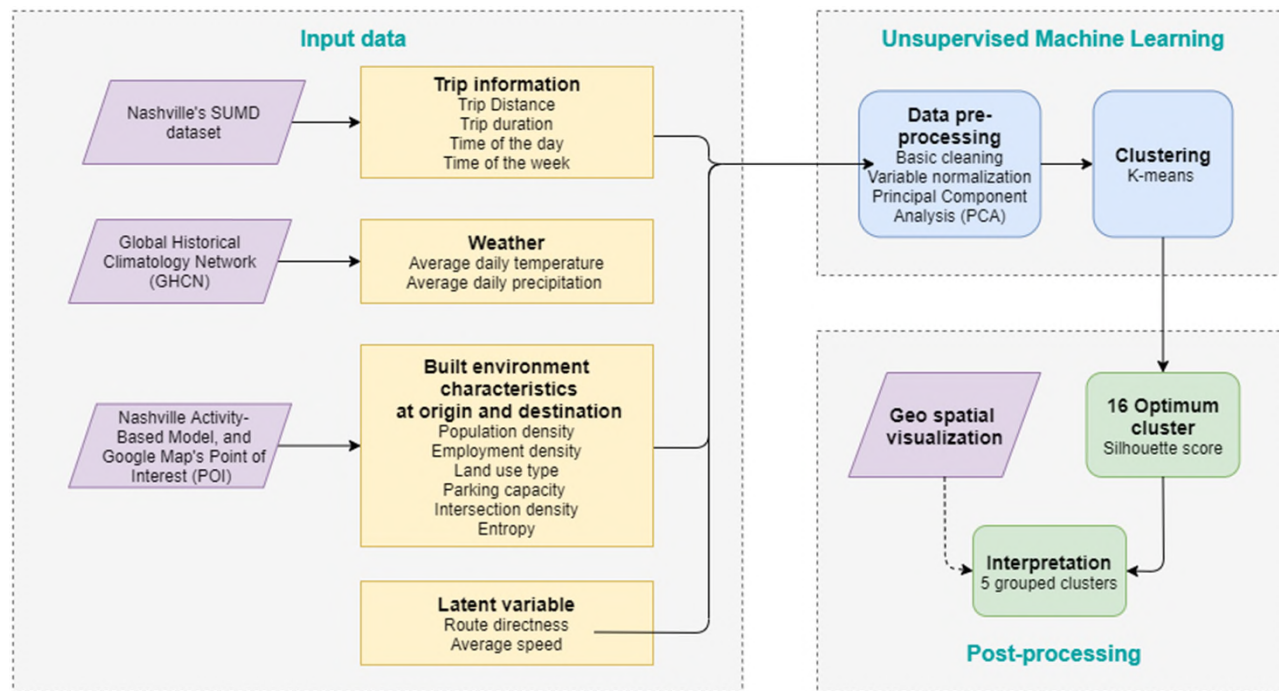 Input data
Nashville's SUMD
dataset
Trip information
Trip Distance
Trip duration
Time of the day
Time of the week
Global Historical
Climatology Network
(GHCN)
Weather
Average daily temperature
Average daily precipitation
Nashville Activity-
Based Model, and
Google Map's Point of
Interest (POI)
Built environment
characteristics
at origin and destination
Population density
Employment density
Land use type
Parking capacity
Intersection density
Entropy
Latent variable
Route directness
Average speed
Unsupervised Machine Learning
Data pre-
processing
Basic cleaning
Variable normalization
Principal Component
Analysis (PCA)
Clustering
K-means
Geo spatial
visualization
16 Optimum
cluster
Silhouette score
Interpretation
5 grouped clusters
Post-processing